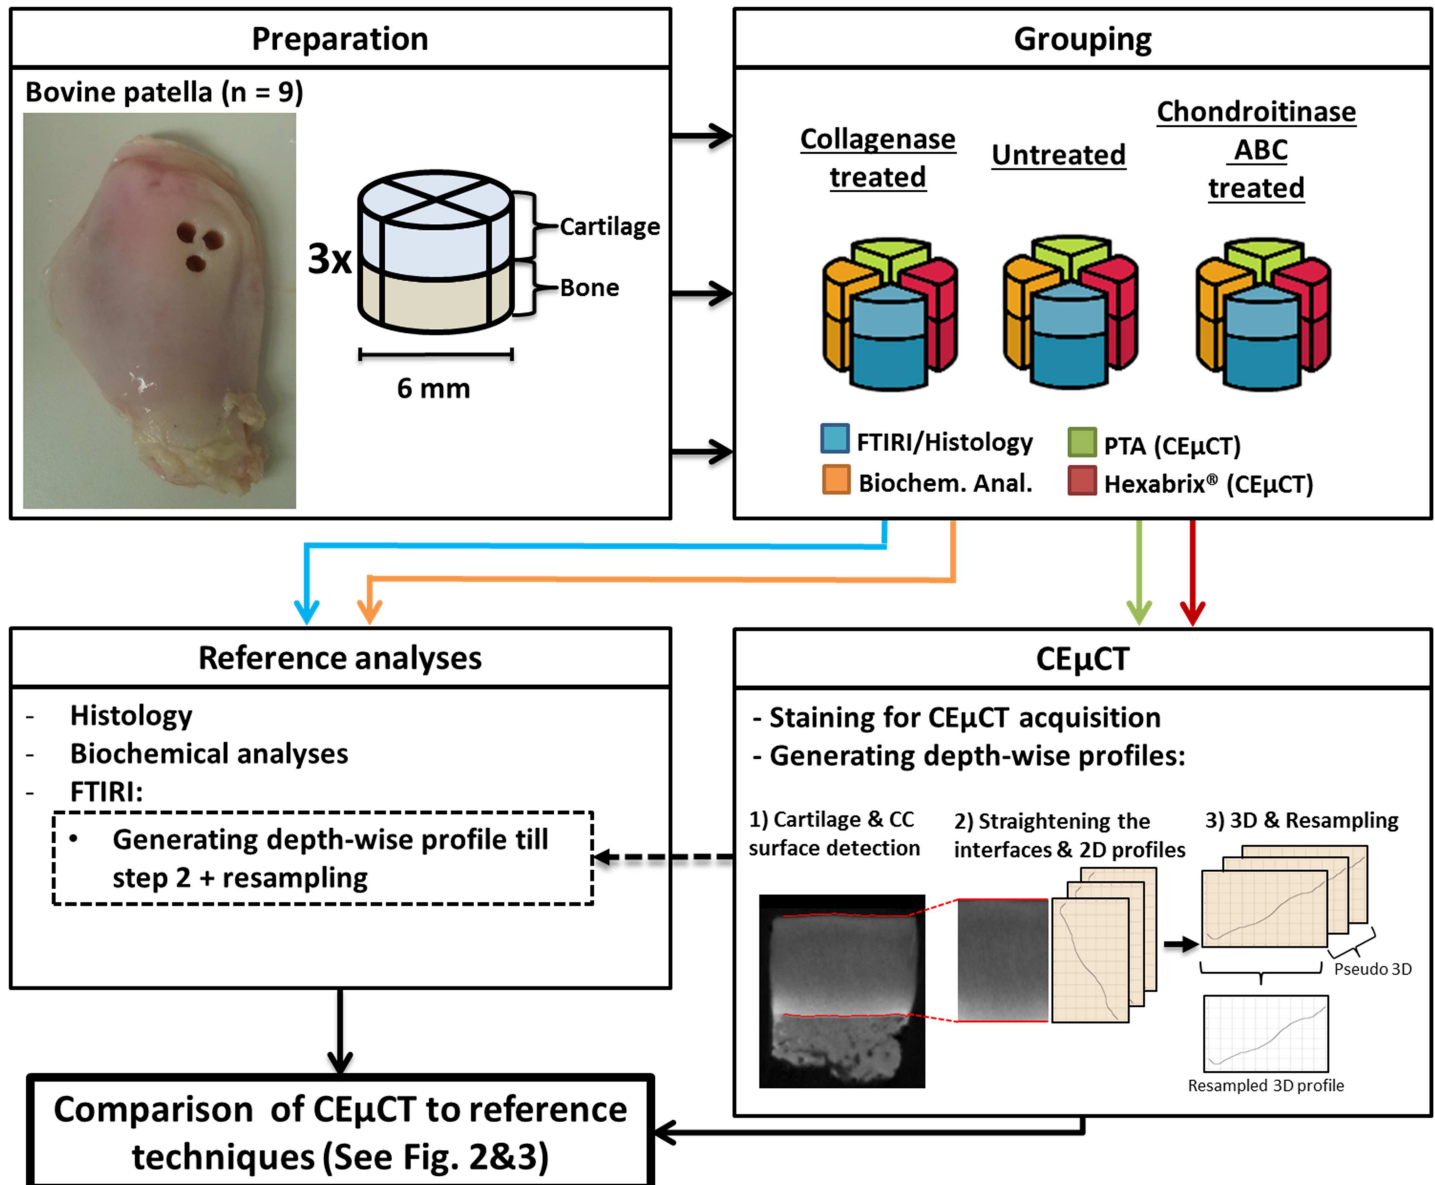 Preparation
Bovine patella (n = 9)
3x
Cartilage
Bone
6 mm
Grouping
Collagenase
treated
Untreated
Chondroitinase
ABC
treated
FTIRI/Histology
PTA (CEµCT)
Biochem. Anal.
Hexabrix® (CEµCT)
Reference analyses
- Histology
- Biochemical analyses
- FTIRI:
• Generating depth-wise profile till
step 2 + resampling
CEµCT
- Staining for CEµCT acquisition
- Generating depth-wise profiles:
1) Cartilage & CC
surface detection
2) Straightening the
interfaces & 2D profiles
3) 3D & Resampling
Pseudo 3D
Resampled 3D profile
Comparison of CEµCT to reference
techniques (See Fig. 2&3)